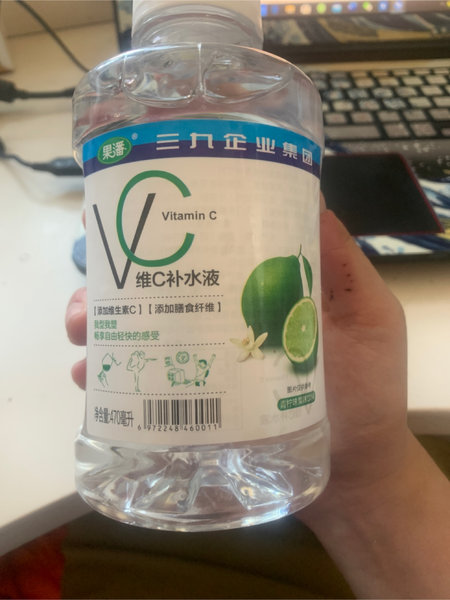 果潘®
三九企业集团
VC
Vitamin C
维C补水液
【添加维生素C】【添加膳食纤维】
我型我塑
畅享自由轻快的感受
净含量:470毫升
6 972248 460011